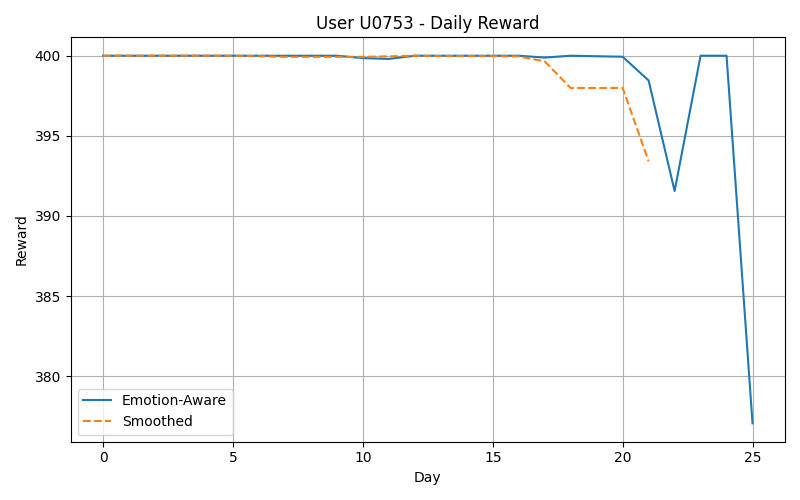 User U0753 - Daily Reward
400
395
390
385
380
Reward
Emotion-Aware
Smoothed
0 5 10 15 20 25
Day